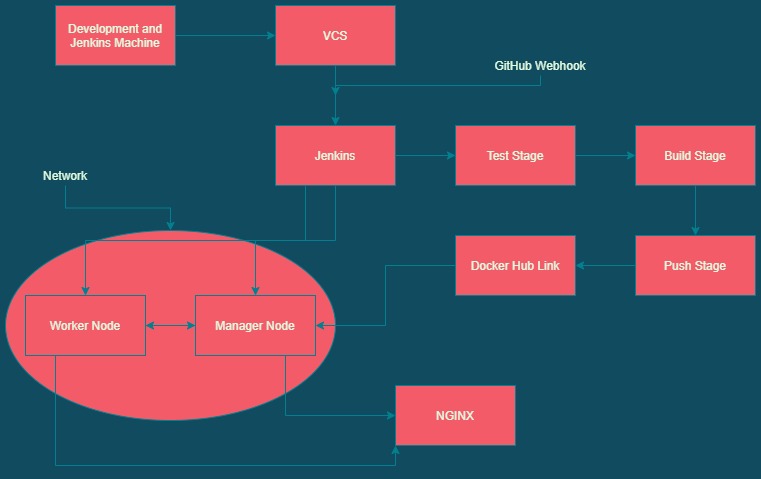 Development and
Jenkins Machine
VCS
GitHub Webhook
Jenkins
Test Stage
Build Stage
Network
Docker Hub Link
Push Stage
Worker Node
Manager Node
NGINX